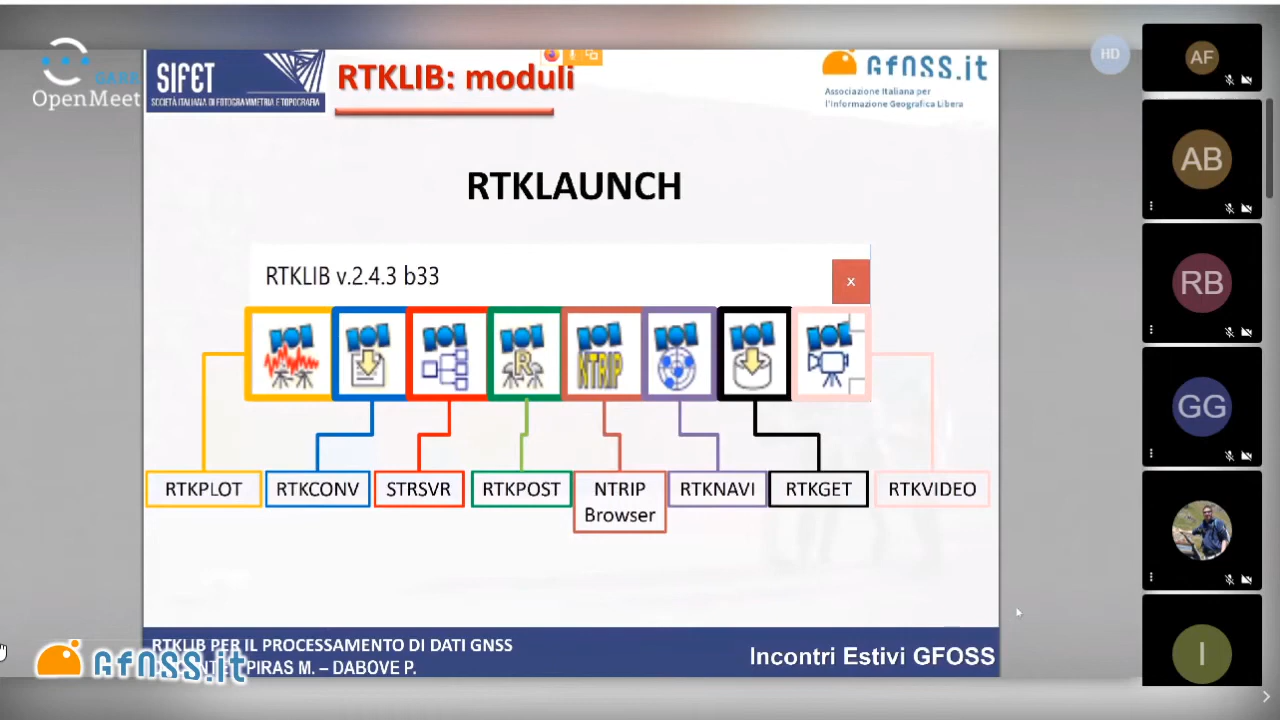 GARR
OpenMeet
SIFET
SOCIETÀ ITALIANA DI FOTOGRAMMETRIA E TOPOGRAFIA
RTKLIB: moduli
GFOSS.it
Associazione Italiana per
l'Informazione Geografica Libera
HD
AF
AB
RB
GG
I
RTKLAUNCH
RTKLIB v.2.4.3 b33
x
R
NTRIP
RTKPLOT
RTKCONV
STRSVR
RTKPOST
NTRIP
Browser
RTKNAVI
RTKGET
RTKVIDEO
RTKLIB PER IL PROCESSAMENTO DI DATI GNSS
PIRAS M. – DABOVE P.
GFOSS.it
Incontri Estivi GFOSS